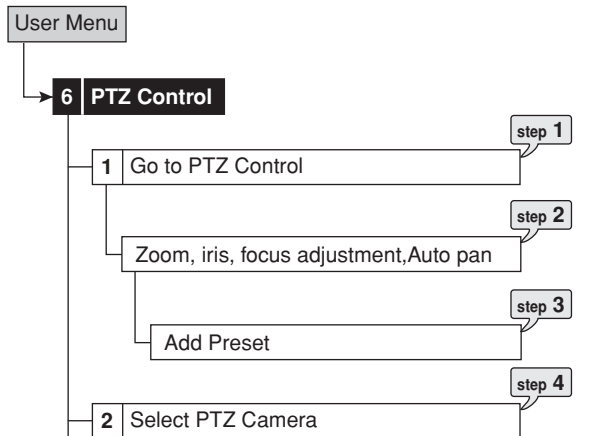 User Menu
6 PTZ Control
step 1
1 Go to PTZ Control
step 2
Zoom, iris, focus adjustment,Auto pan
step 3
Add Preset
step 4
2 Select PTZ Camera